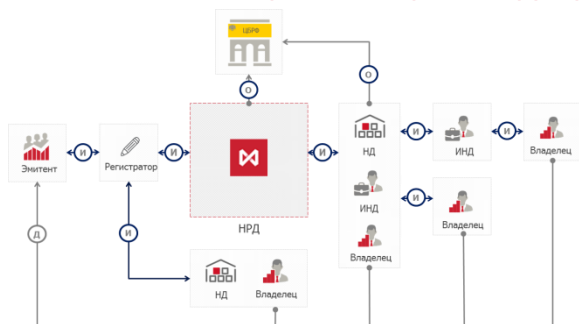 ЦБРФ
О
О
Эмитент
И
Регистратор
И
НРД
И
НД
И
ИНД
И
Владелец
ИНД
И
Владелец
Владелец
Д
И
НД
Владелец